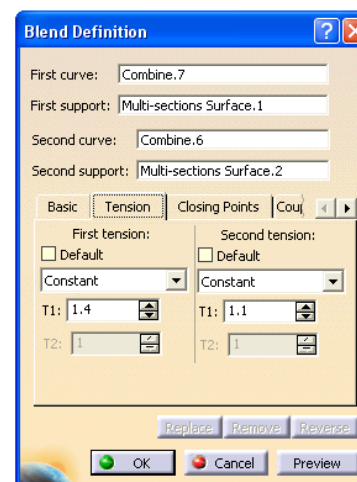 Blend Definition
First curve: Combine.7
First support: Multi-sections Surface.1
Second curve: Combine.6
Second support: Multi-sections Surface.2
Basic Tension Closing Points Cou
First tension: Second tension:
Default Default
Constant Constant
T1: 1.4 T1: 1.1
T2: 1 T2: 1
Replace Remove Reverse
OK Cancel Preview